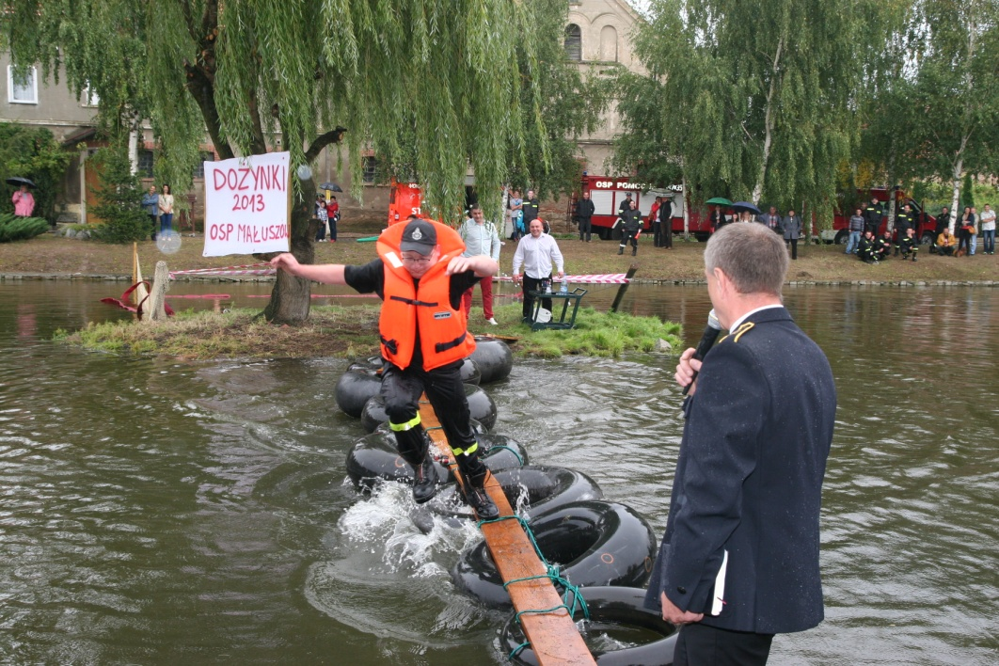 DOŻYNKI
2013
OSP MAŁUSZÓW
OSP POMOC